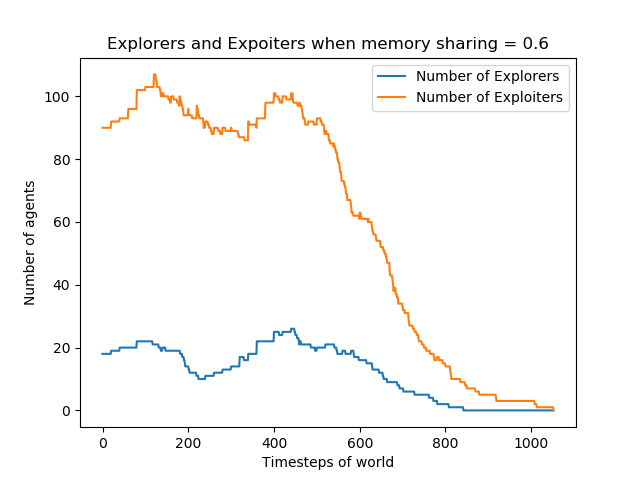 Explorers and Expoiters when memory sharing = 0.6
Number of Explorers
Number of Exploiters
Number of agents
100
80
60
40
20
0
0 200 400 600 800 1000
Timesteps of world